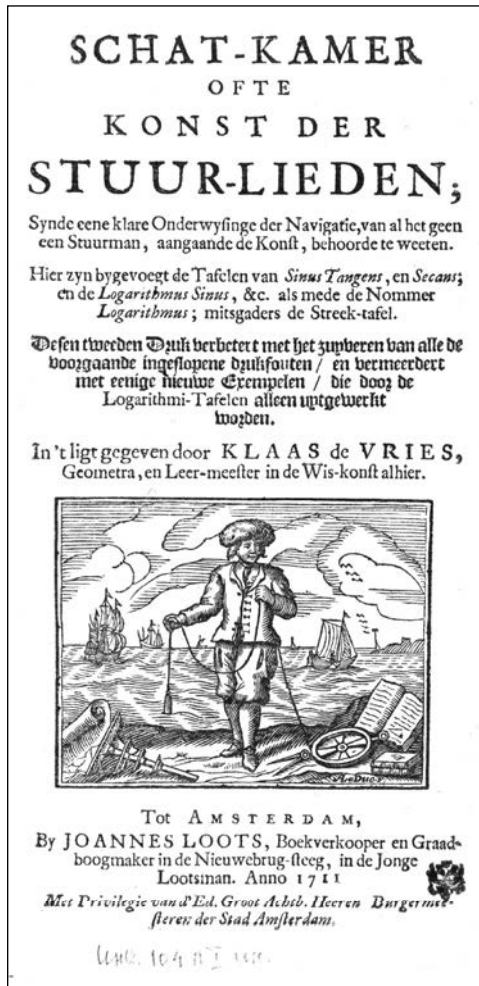 SCHAT-KAMER
OFTE
KONST DER
STUUR-LIEDEN;
Synde eene klare Onderwysinge der Navigatie, van al het geen
een Stuurman, aangaande de Konst, behoorde te weeten.
Hier zyn bygevoegt de Tafelen van Sinus Tangens, en Secans;
en de Logarithmus Sinus, &c. als mede de Nommer
Logarithmus; mitsgaders de Streek-tafel.
Desen tweeden Druk verbetert met het zuyveren van alle de
voorgaande ingeslopene drukfouten / en vermeerdert
met eenige nieuwe Exempelen / die door de
Logarithmi-Tafelen alleen uytgewerkt
worden.
In 't ligt gegeven door KLAAS de VRIES,
Geometra, en Leer-meester in de Wis-konst alhier.
Tot AMSTERDAM,
By JOANNES LOOTS, Boekverkooper en Graad-
boogmaker in de Nieuwebrug-steeg, in de Jonge
Lootsman. Anno 1711
Met Privilegie van d'Ed. Groot Achtb. Heeren Burgermee-
steren der Stad Amsterdam.